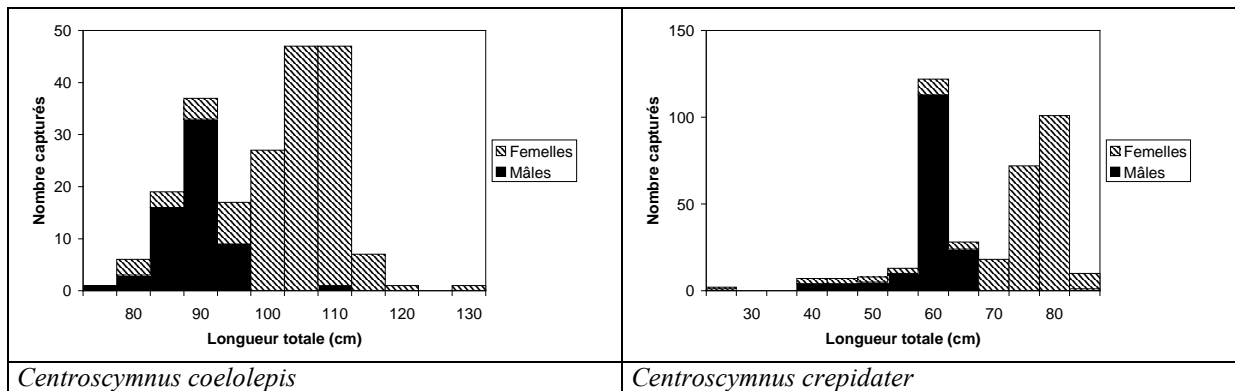 50
40
30
20
10
0
Nombre capturés
80 90 100 110 120 130
Longueur totale (cm)
Femelles
Mâles
Centroscymnus coelolepis
150
100
50
0
Nombre capturés
30 40 50 60 70 80
Longueur totale (cm)
Femelles
Mâles
Centroscymnus crepidater